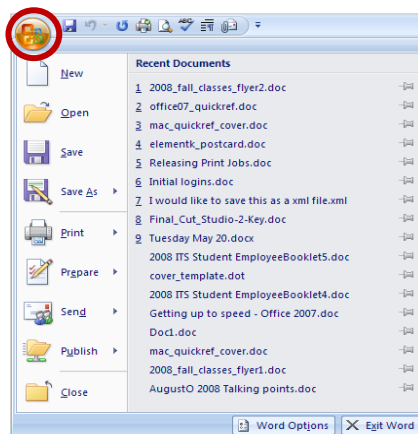 New
Open
Save
Save As
Print
Prepare
Send
Publish
Close
Recent Documents
1 2008_fall_classes_flyer2.doc
2 office07_quickref.doc
3 mac_quickref_cover.doc
4 elementk_postcard.doc
5 Releasing Print Jobs.doc
6 Initial logins.doc
7 I would like to save this as a xml file.xml
8 Final_Cut_Studio-2-Key.doc
9 Tuesday May 20.docx
2008 ITS Student EmployeeBooklet5.doc
cover_template.dot
2008 ITS Student EmployeeBooklet4.doc
Getting up to speed - Office 2007.doc
Doc1.doc
mac_quickref_cover.doc
2008_fall_classes_flyer1.doc
AugustO 2008 Talking points.doc
Word Options
Exit Word